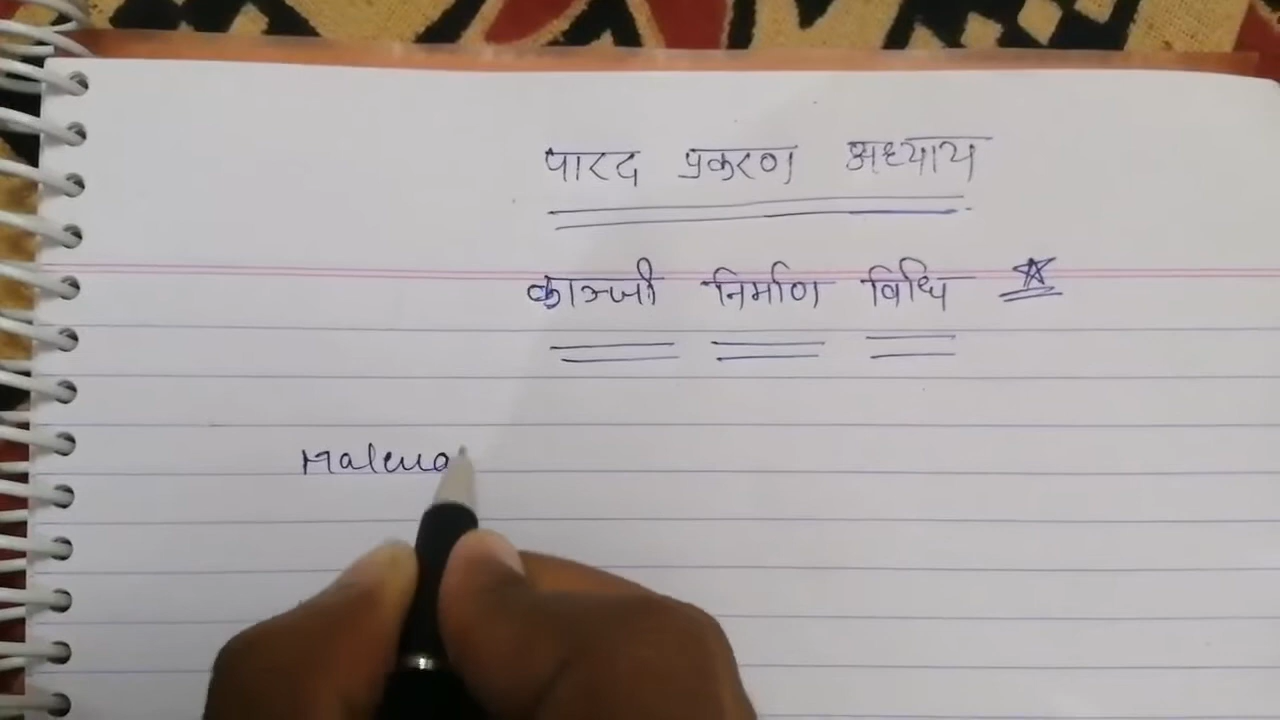 पारद प्रकरण अध्याय
काञ्जी निर्माण विधि